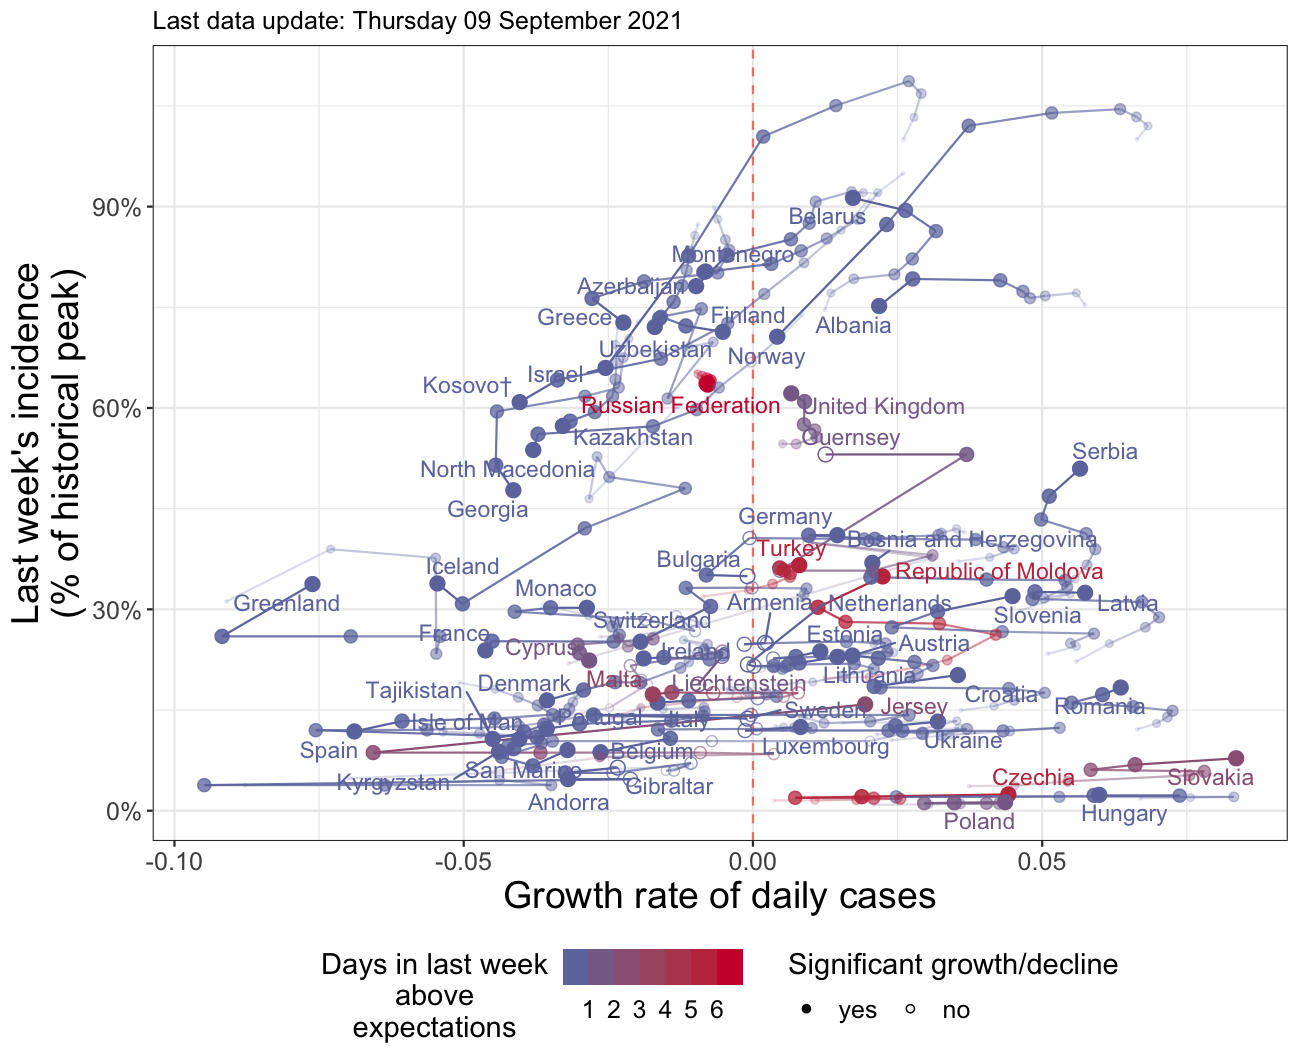 Last data update: Thursday 09 September 2021
Last week's incidence
(% of historical peak)
90%
60%
30%
0%
Belarus
Montenegro
Azerbaijan
Greece
Finland
Albania
Uzbekistan
Norway
Israel
Kosovo†
Russian Federation
United Kingdom
Kazakhstan
Guernsey
Serbia
North Macedonia
Georgia
Germany
Bosnia and Herzegovina
Turkey
Bulgaria
Iceland
Republic of Moldova
Monaco
Greenland
Armenia
Netherlands
Latvia
Slovenia
Switzerland
France
Estonia
Austria
Cyprus
Ireland
Lithuania
Malta
Liechtenstein
Denmark
Tajikistan
Croatia
Romania
Jersey
Sweden
Isle of Man
Portugal
Italy
Ukraine
Luxembourg
Spain
Belgium
San Marino
Kyrgyzstan
Gibraltar
Czechia
Slovakia
Andorra
Hungary
Poland
-0.10
-0.05
0.00
0.05
Growth rate of daily cases
Days in last week
above
expectations
1 2 3 4 5 6
Significant growth/decline
yes
no